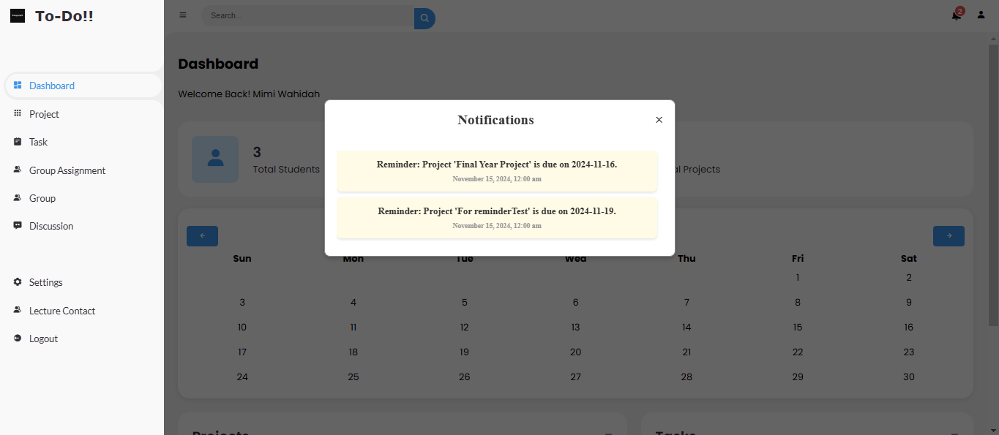 To-Do!!
Search...
2
Dashboard
Project
Task
Group Assignment
Group
Discussion
Settings
Lecture Contact
Logout
Dashboard
Welcome Back! Mimi Wahidah
3
Total Students
Projects
Notifications
×
Reminder: Project 'Final Year Project' is due on 2024-11-16.
November 15, 2024, 12:00 am
Reminder: Project 'For reminderTest' is due on 2024-11-19.
November 15, 2024, 12:00 am
Sun Mon Tue Wed Thu Fri Sat
1 2
3 4 5 6 7 8 9
10 11 12 13 14 15 16
17 18 19 20 21 22 23
24 25 26 27 28 29 30
Projects
Tasks